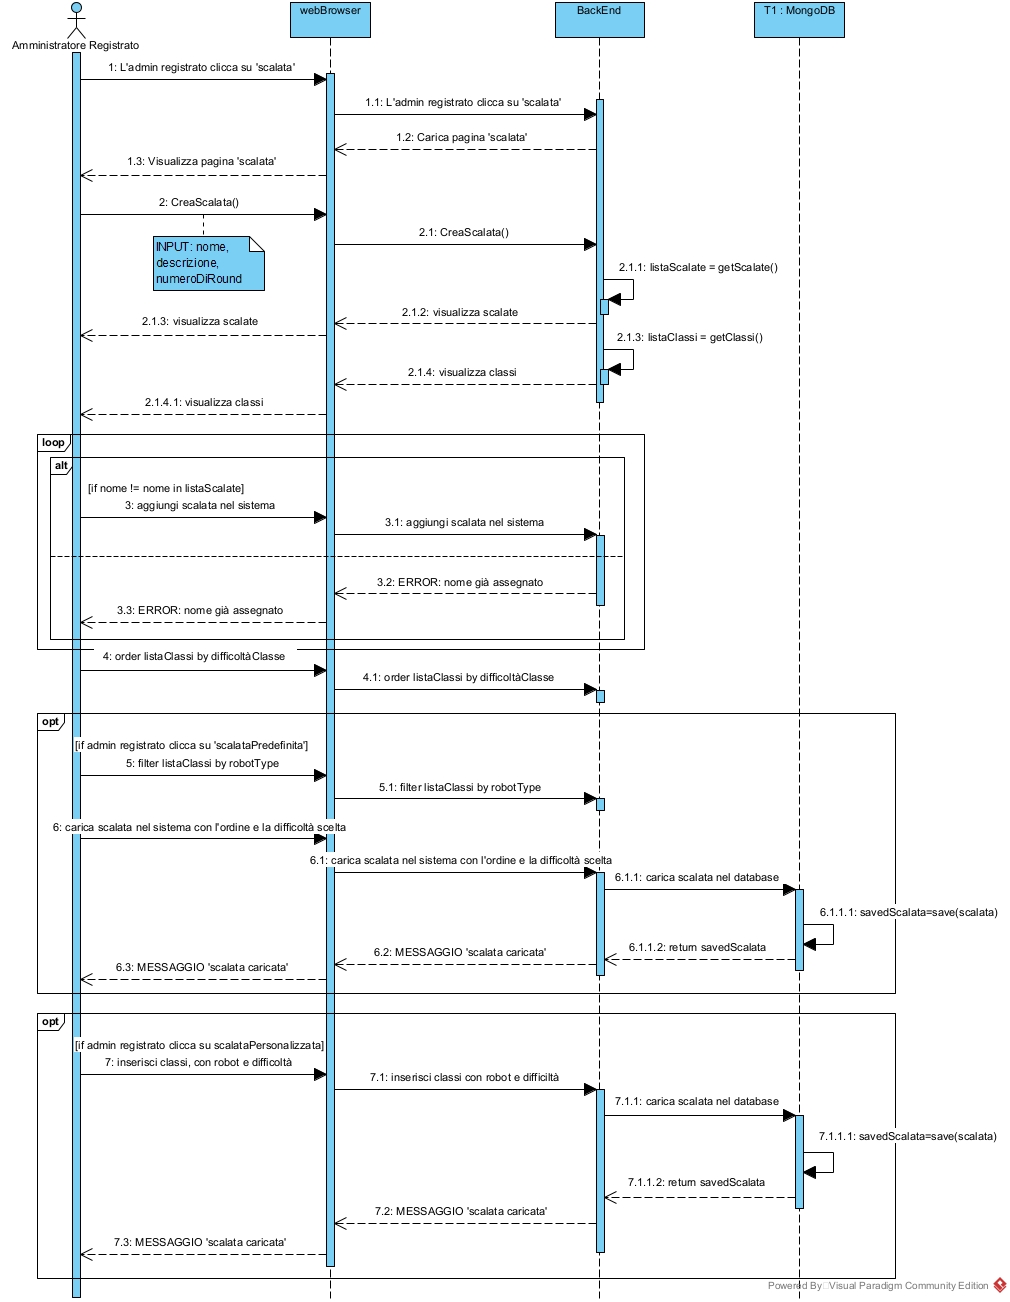 webBrowser
BackEnd
T1 : MongoDB
Amministratore Registrato
1: L'admin registrato clicca su 'scalata'
1.1: L'admin registrato clicca su 'scalata'
1.2: Carica pagina 'scalata'
1.3: Visualizza pagina 'scalata'
2: CreaScalata()
INPUT: nome,
descrizione,
numeroDiRound
2.1: CreaScalata()
2.1.1: listaScalate = getScalate()
2.1.2: visualizza scalate
2.1.3: visualizza scalate
2.1.3: listaClassi = getClassi()
2.1.4: visualizza classi
2.1.4.1: visualizza classi
loop
alt
[if nome != nome in listaScalate]
3: aggiungi scalata nel sistema
3.1: aggiungi scalata nel sistema
3.2: ERROR: nome già assegnato
3.3: ERROR: nome già assegnato
4: order listaClassi by difficoltàClasse
4.1: order listaClassi by difficoltàClasse
opt
[if admin registrato clicca su 'scalataPredefinita']
5: filter listaClassi by robotType
5.1: filter listaClassi by robotType
6: carica scalata nel sistema con l'ordine e la difficoltà scelta
6.1: carica scalata nel sistema con l'ordine e la difficoltà scelta
6.1.1: carica scalata nel database
6.1.1.1: savedScalata=save(scalata)
6.1.1.2: return savedScalata
6.2: MESSAGGIO 'scalata caricata'
6.3: MESSAGGIO 'scalata caricata'
opt
[if admin registrato clicca su scalataPersonalizzata]
7: inserisci classi, con robot e difficoltà
7.1: inserisci classi con robot e difficiltà
7.1.1: carica scalata nel database
7.1.1.1: savedScalata=save(scalata)
7.1.1.2: return savedScalata
7.2: MESSAGGIO 'scalata caricata'
7.3: MESSAGGIO 'scalata caricata'
Powered By Visual Paradigm Community Edition